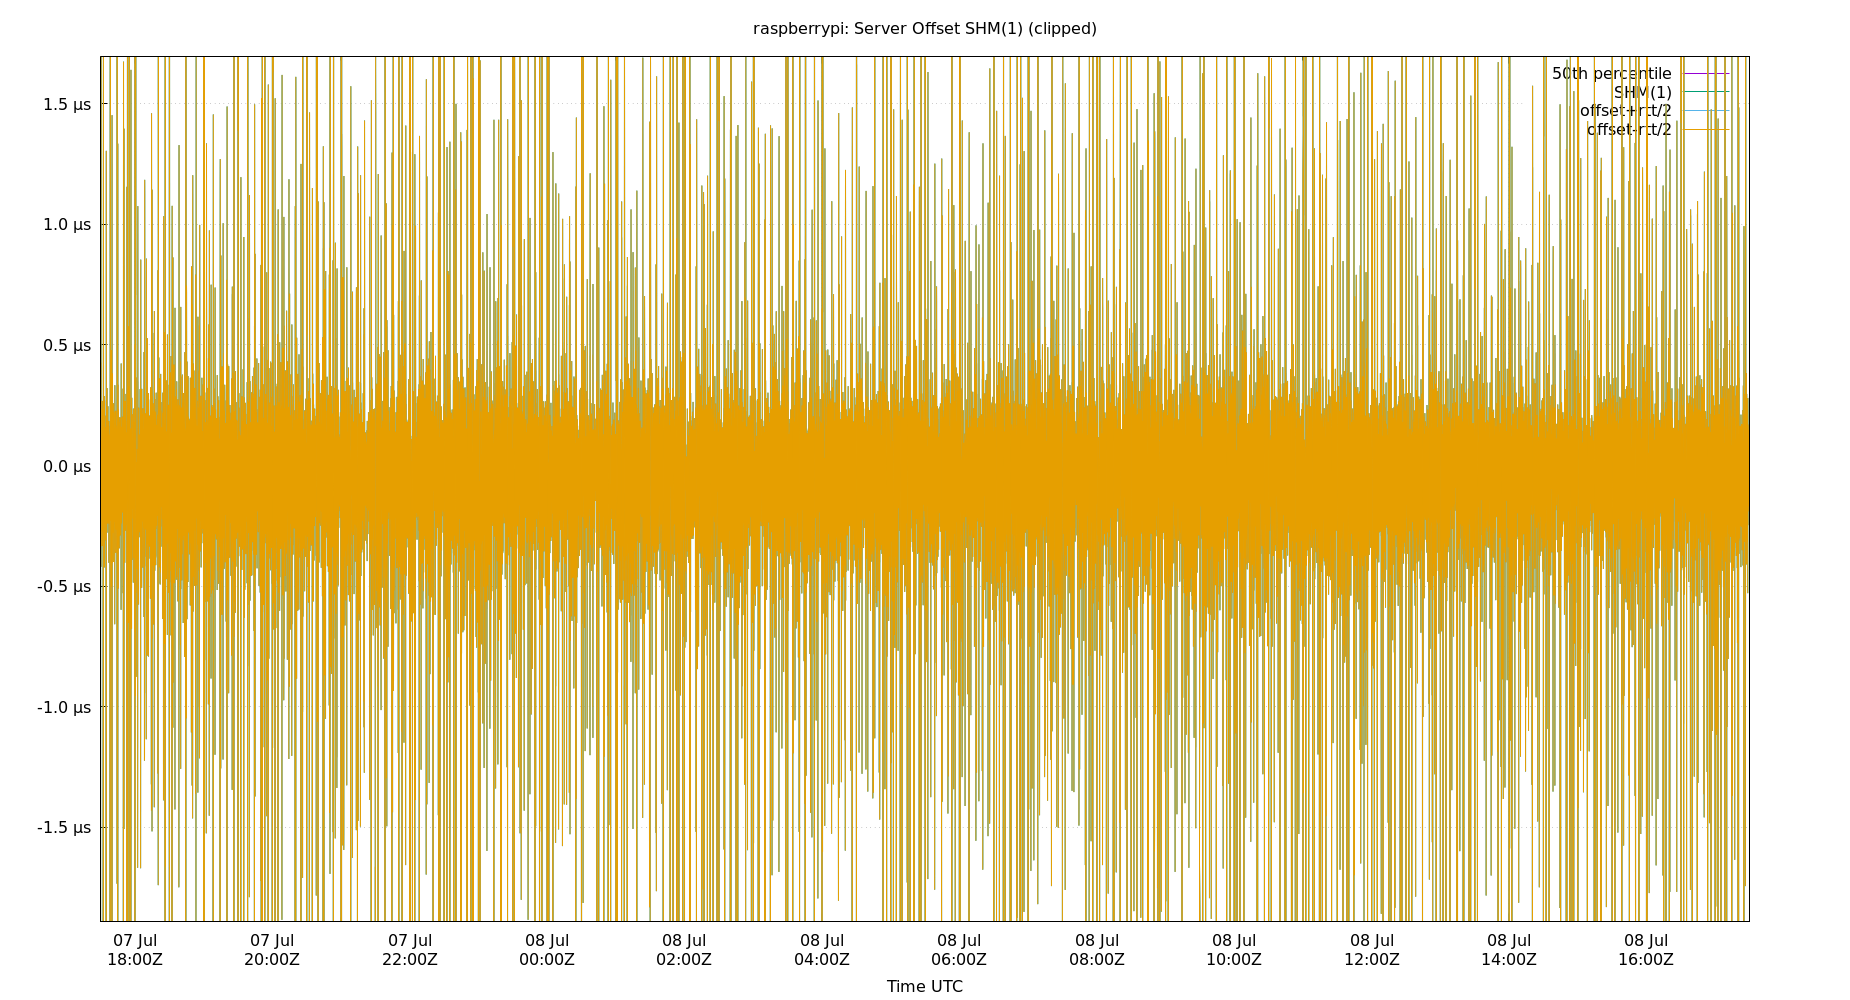 raspberrypi: Server Offset SHM(1) (clipped)
50th percentile
SHM(1)
offset+rtt/2
offset-rtt/2
1.5 µs
1.0 µs
0.5 µs
0.0 µs
-0.5 µs
-1.0 µs
-1.5 µs
07 Jul 07 Jul 07 Jul 08 Jul 08 Jul 08 Jul 08 Jul 08 Jul 08 Jul 08 Jul 08 Jul 08 Jul
18:00Z 20:00Z 22:00Z 00:00Z 02:00Z 04:00Z 06:00Z 08:00Z 10:00Z 12:00Z 14:00Z 16:00Z
Time UTC